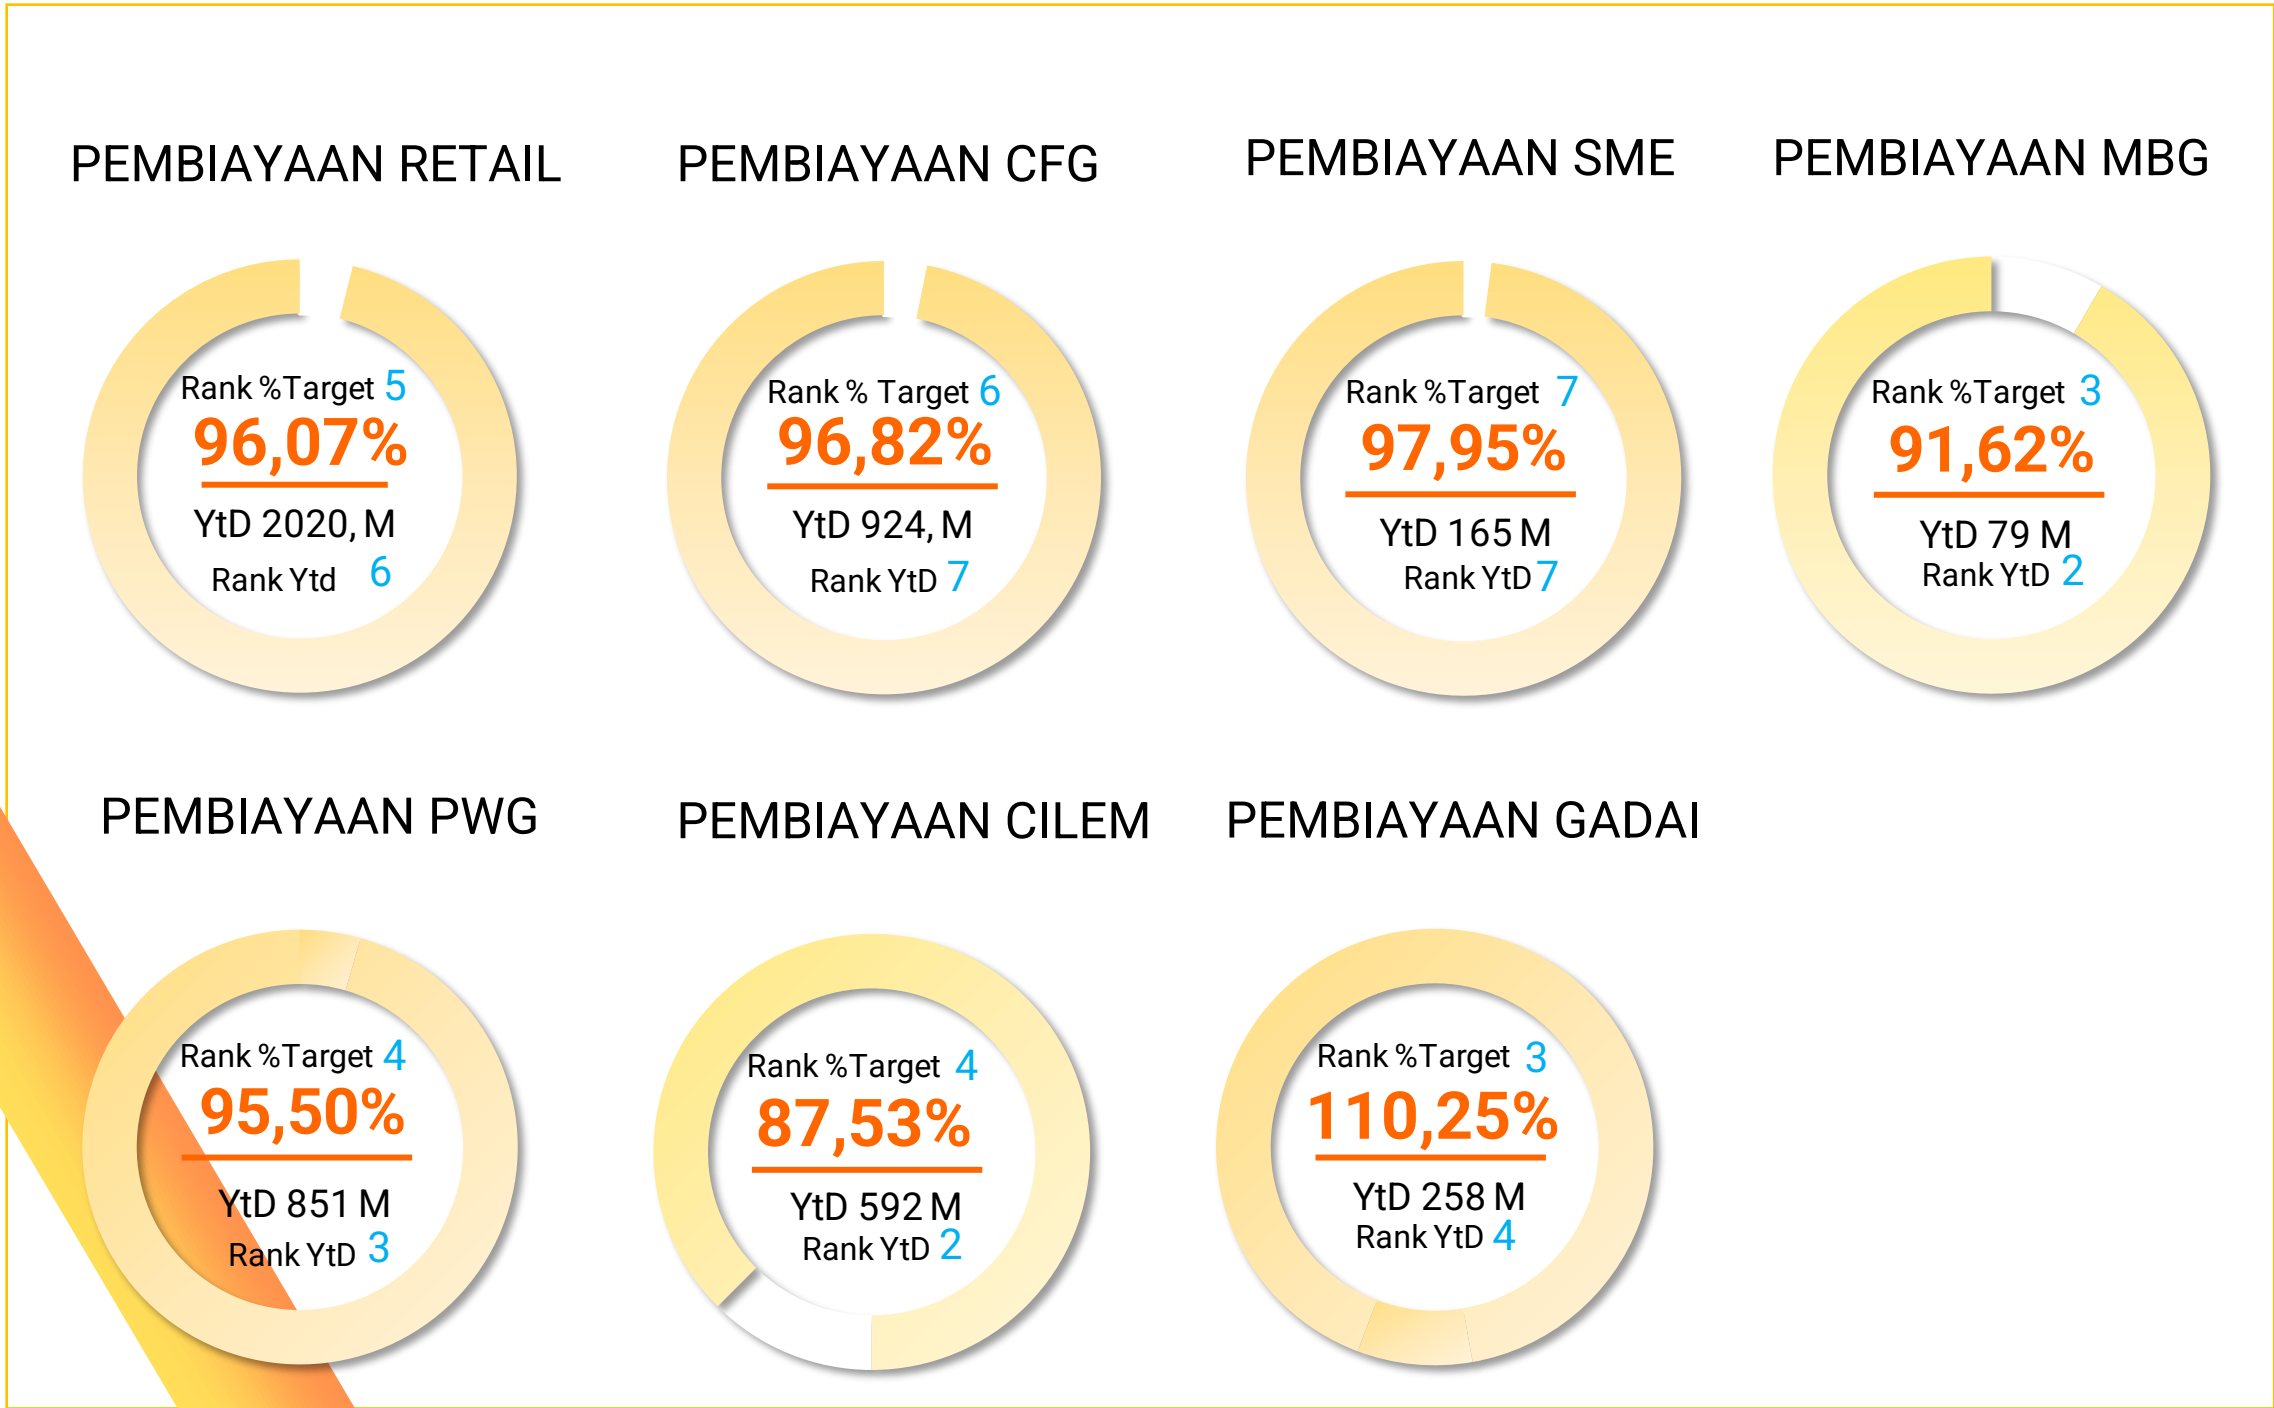 PEMBIAYAAN RETAIL
Rank %Target 5
96,07%
YtD 2020, M
Rank Ytd 6
PEMBIAYAAN CFG
Rank % Target 6
96,82%
YtD 924, M
Rank YtD 7
PEMBIAYAAN SME
Rank %Target 7
97,95%
YtD 165 M
Rank YtD 7
PEMBIAYAAN MBG
Rank %Target 3
91,62%
YtD 79 M
Rank YtD 2
PEMBIAYAAN PWG
Rank %Target 4
95,50%
YtD 851 M
Rank YtD 3
PEMBIAYAAN CILEM
Rank %Target 4
87,53%
YtD 592 M
Rank YtD 2
PEMBIAYAAN GADAI
Rank %Target 3
110,25%
YtD 258 M
Rank YtD 4